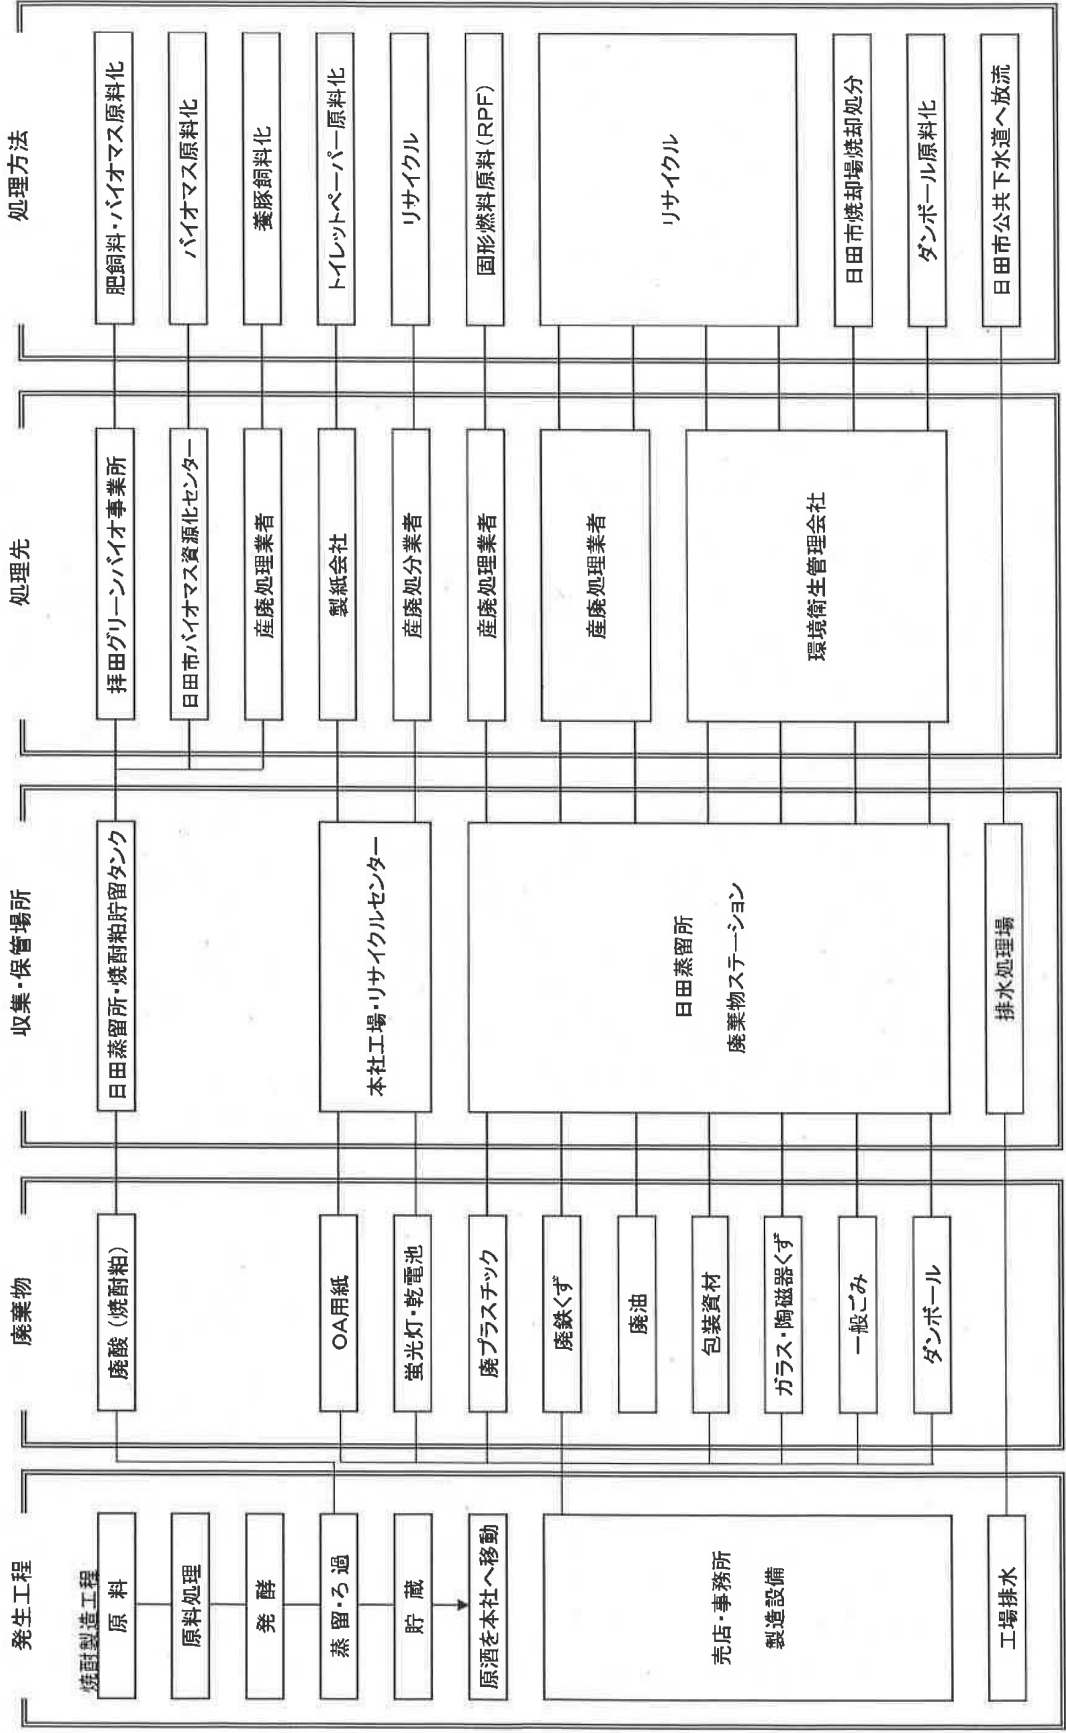 発生工程
焼酎製造工程
原 料
原料処理
発 酵
蒸 留・ろ 過
貯 蔵
原酒を本社へ移動
売店・事務所
製造設備
工場排水
廃棄物
廃酸（焼酎粕）
OA用紙
蛍光灯・乾電池
廃プラスチック
廃鉄くず
廃油
包装資材
ガラス・陶磁器くず
一般ごみ
ダンボール
収集・保管場所
日田蒸留所・焼酎粕貯留タンク
本社工場・リサイクルセンター
日田蒸留所
廃棄物ステーション
排水処理場
処理先
拝田グリーンバイオ事業所
日田市バイオマス資源化センター
産廃処理業者
製紙会社
産廃処分業者
産廃処理業者
産廃処理業者
環境衛生管理会社
処理方法
肥飼料・バイオマス原料化
バイオマス原料化
養豚飼料化
トイレットペーパー原料化
リサイクル
固形燃料原料（RPF）
リサイクル
日田市焼却場焼却処分
ダンボール原料化
日田市公共下水道へ放流